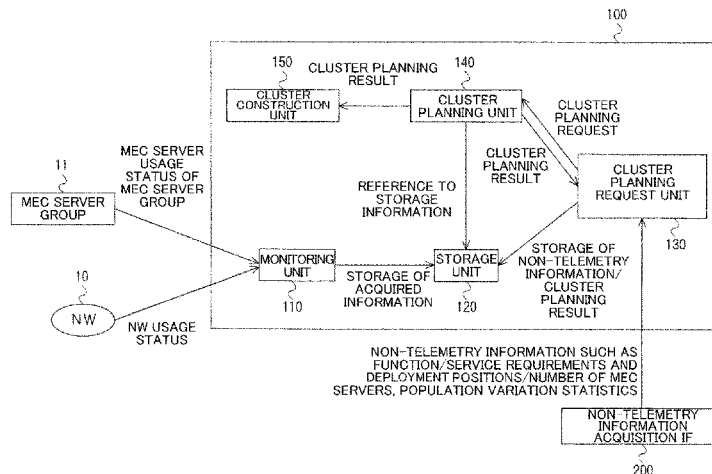 100
150
CLUSTER PLANNING
RESULT
140
CLUSTER
CONSTRUCTION
UNIT
CLUSTER
PLANNING UNIT
CLUSTER
PLANNING
REQUEST
MEC SERVER
USAGE
STATUS OF
MEC SERVER
GROUP
11
MEC SERVER
GROUP
CLUSTER
PLANNING
RESULT
CLUSTER
PLANNING
REQUEST UNIT
130
REFERENCE TO
STORAGE
INFORMATION
MONITORING
UNIT
110
STORAGE OF
ACQUIRED
INFORMATION
STORAGE
UNIT
120
STORAGE OF
NON-TELEMETRY
INFORMATION/
CLUSTER
PLANNING
RESULT
10
NW
NW USAGE
STATUS
NON-TELEMETRY INFORMATION SUCH AS
FUNCTION/SERVICE REQUIREMENTS AND
DEPLOYMENT POSITIONS/NUMBER OF MEC
SERVERS, POPULATION VARIATION STATISTICS
NON-TELEMETRY
INFORMATION
ACQUISITION IF
200